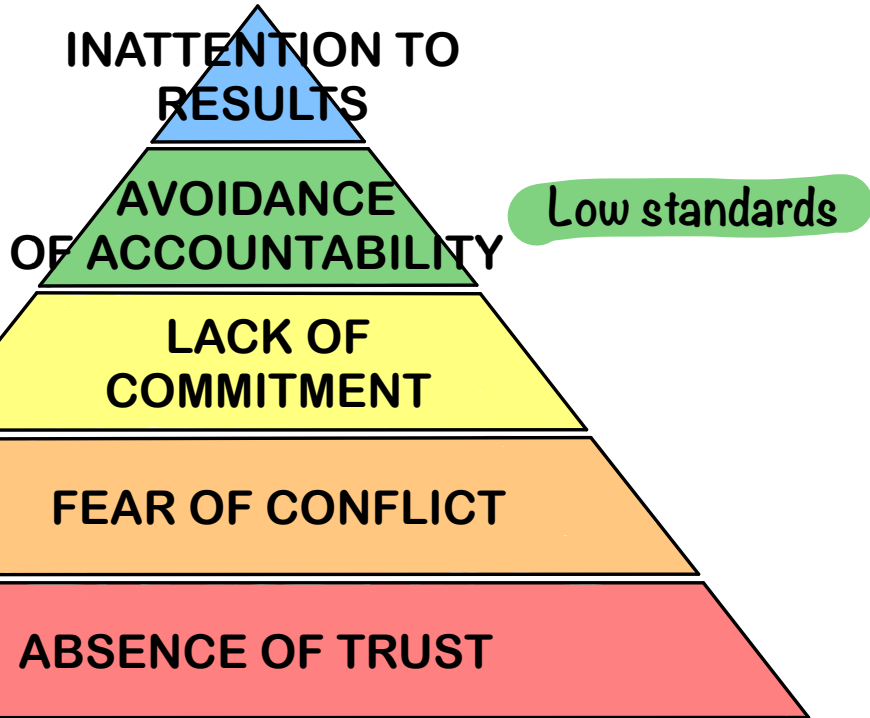 INATTENTION TO
RESULTS
AVOIDANCE
OF ACCOUNTABILITY
Low standards
LACK OF
COMMITMENT
FEAR OF CONFLICT
ABSENCE OF TRUST